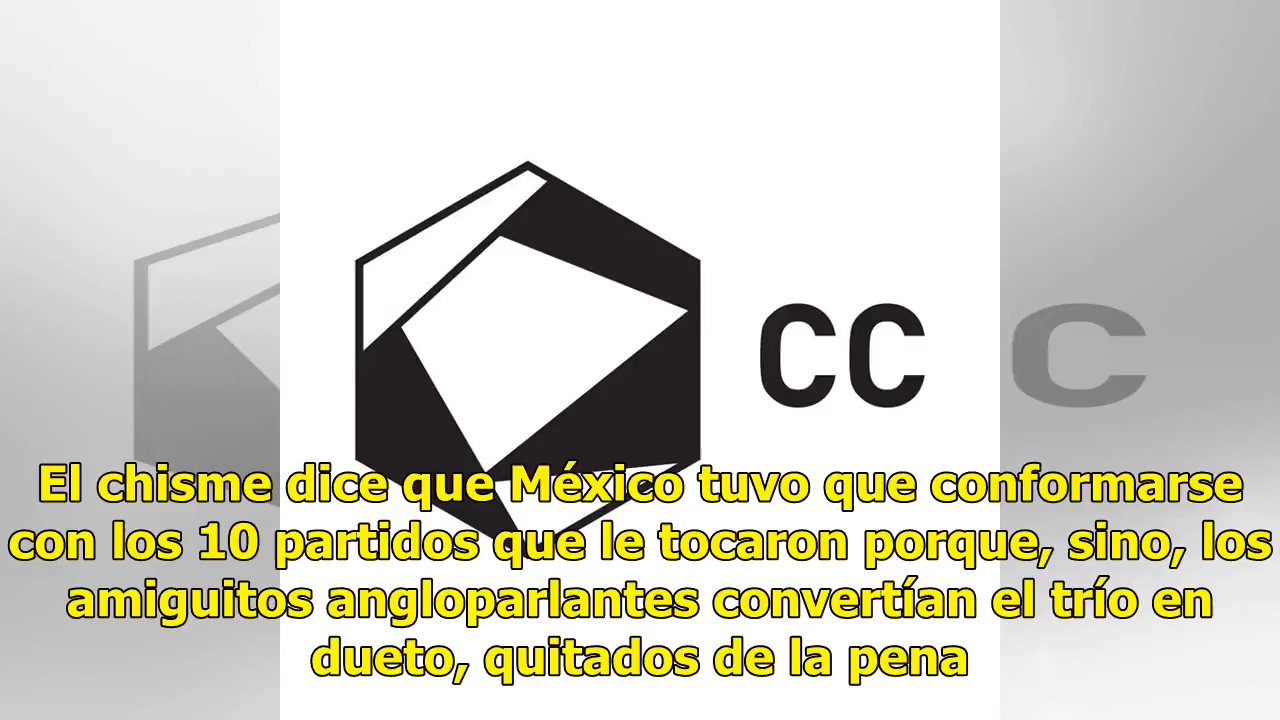 CC
C
El chisme dice que México tuvo que conformarse
con los 10 partidos que le tocaron porque, sino, los
amiguitos angloparlantes convertían el trío en
dueto, quitados de la pena